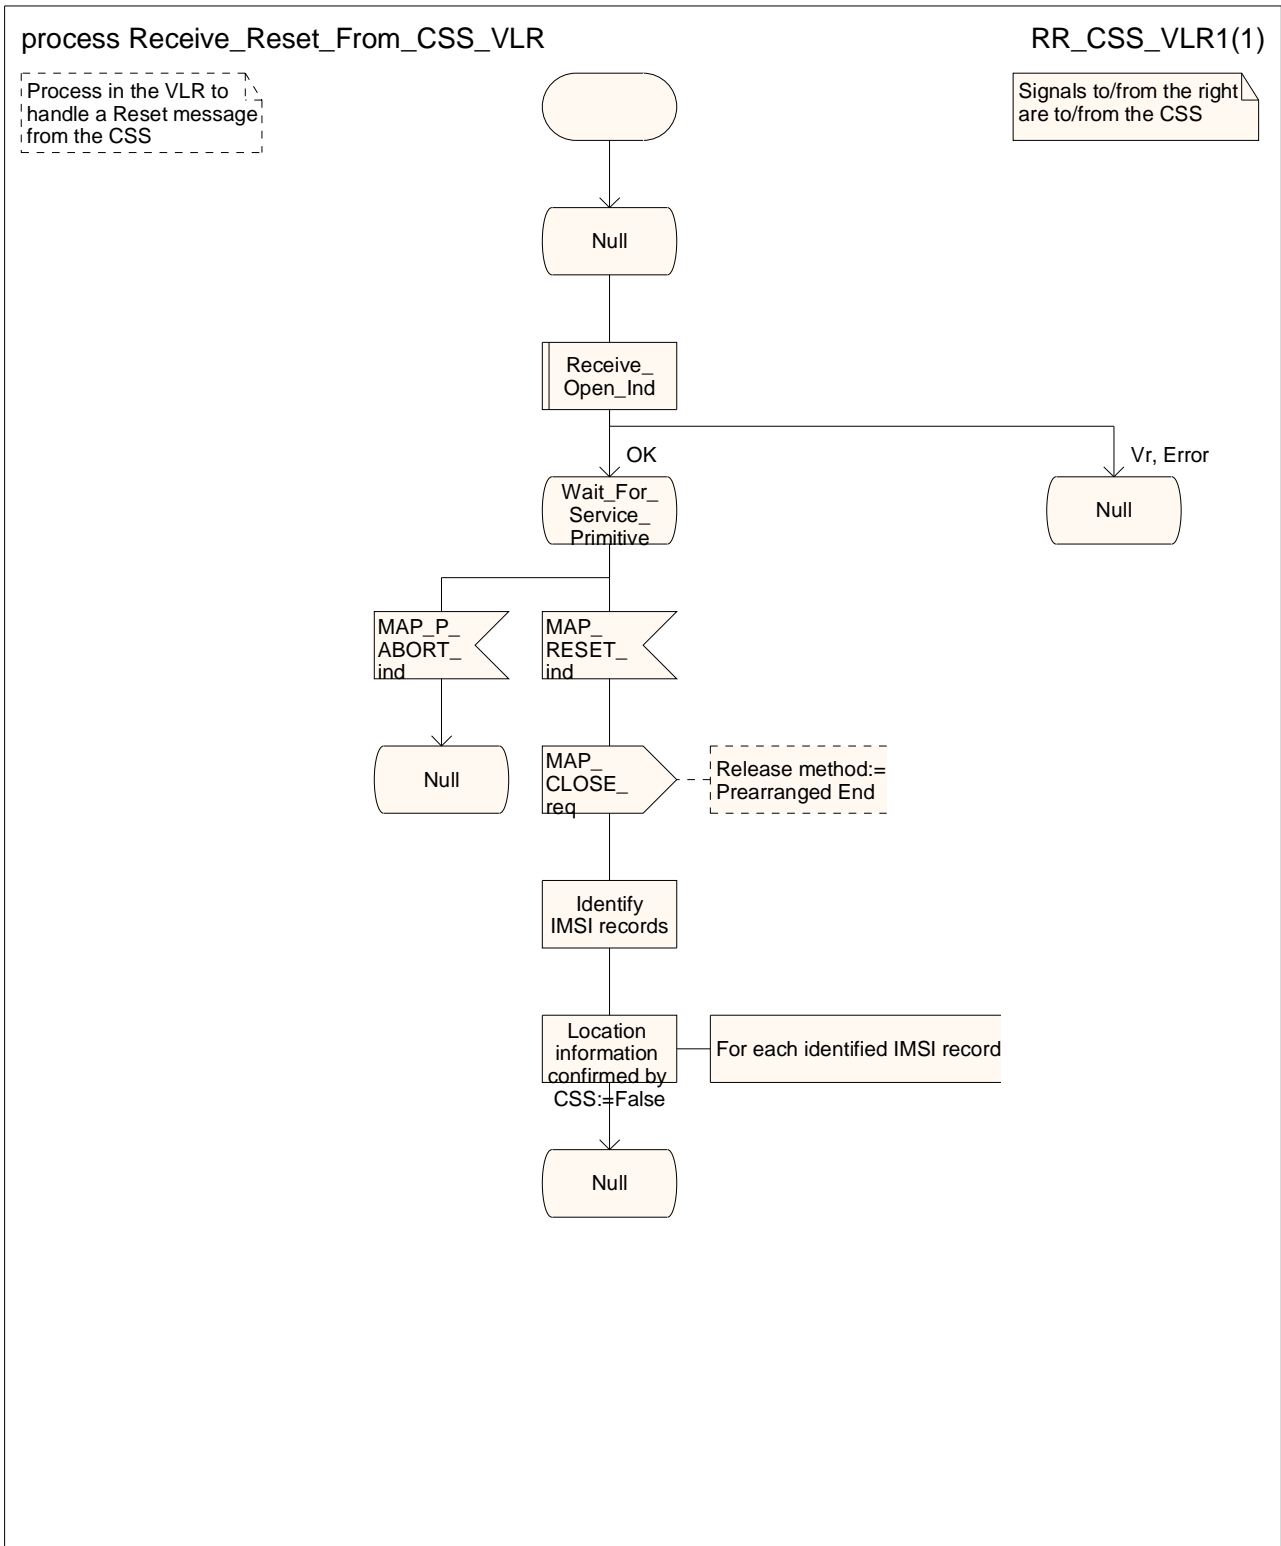 process Receive_Reset_From_CSS_VLR
RR_CSS_VLR1(1)
Process in the VLR to
handle a Reset message
from the CSS
Signals to/from the right
are to/from the CSS
Null
Receive_
Open_Ind
OK
Vr, Error
Wait_For_
Service_
Primitive
Null
MAP_P_
ABORT_
ind
MAP_
RESET_
ind
Null
MAP_
CLOSE_
req
Release method:=
Prearranged End
Identify
IMSI records
Location
information
confirmed by
CSS:=False
For each identified IMSI record
Null